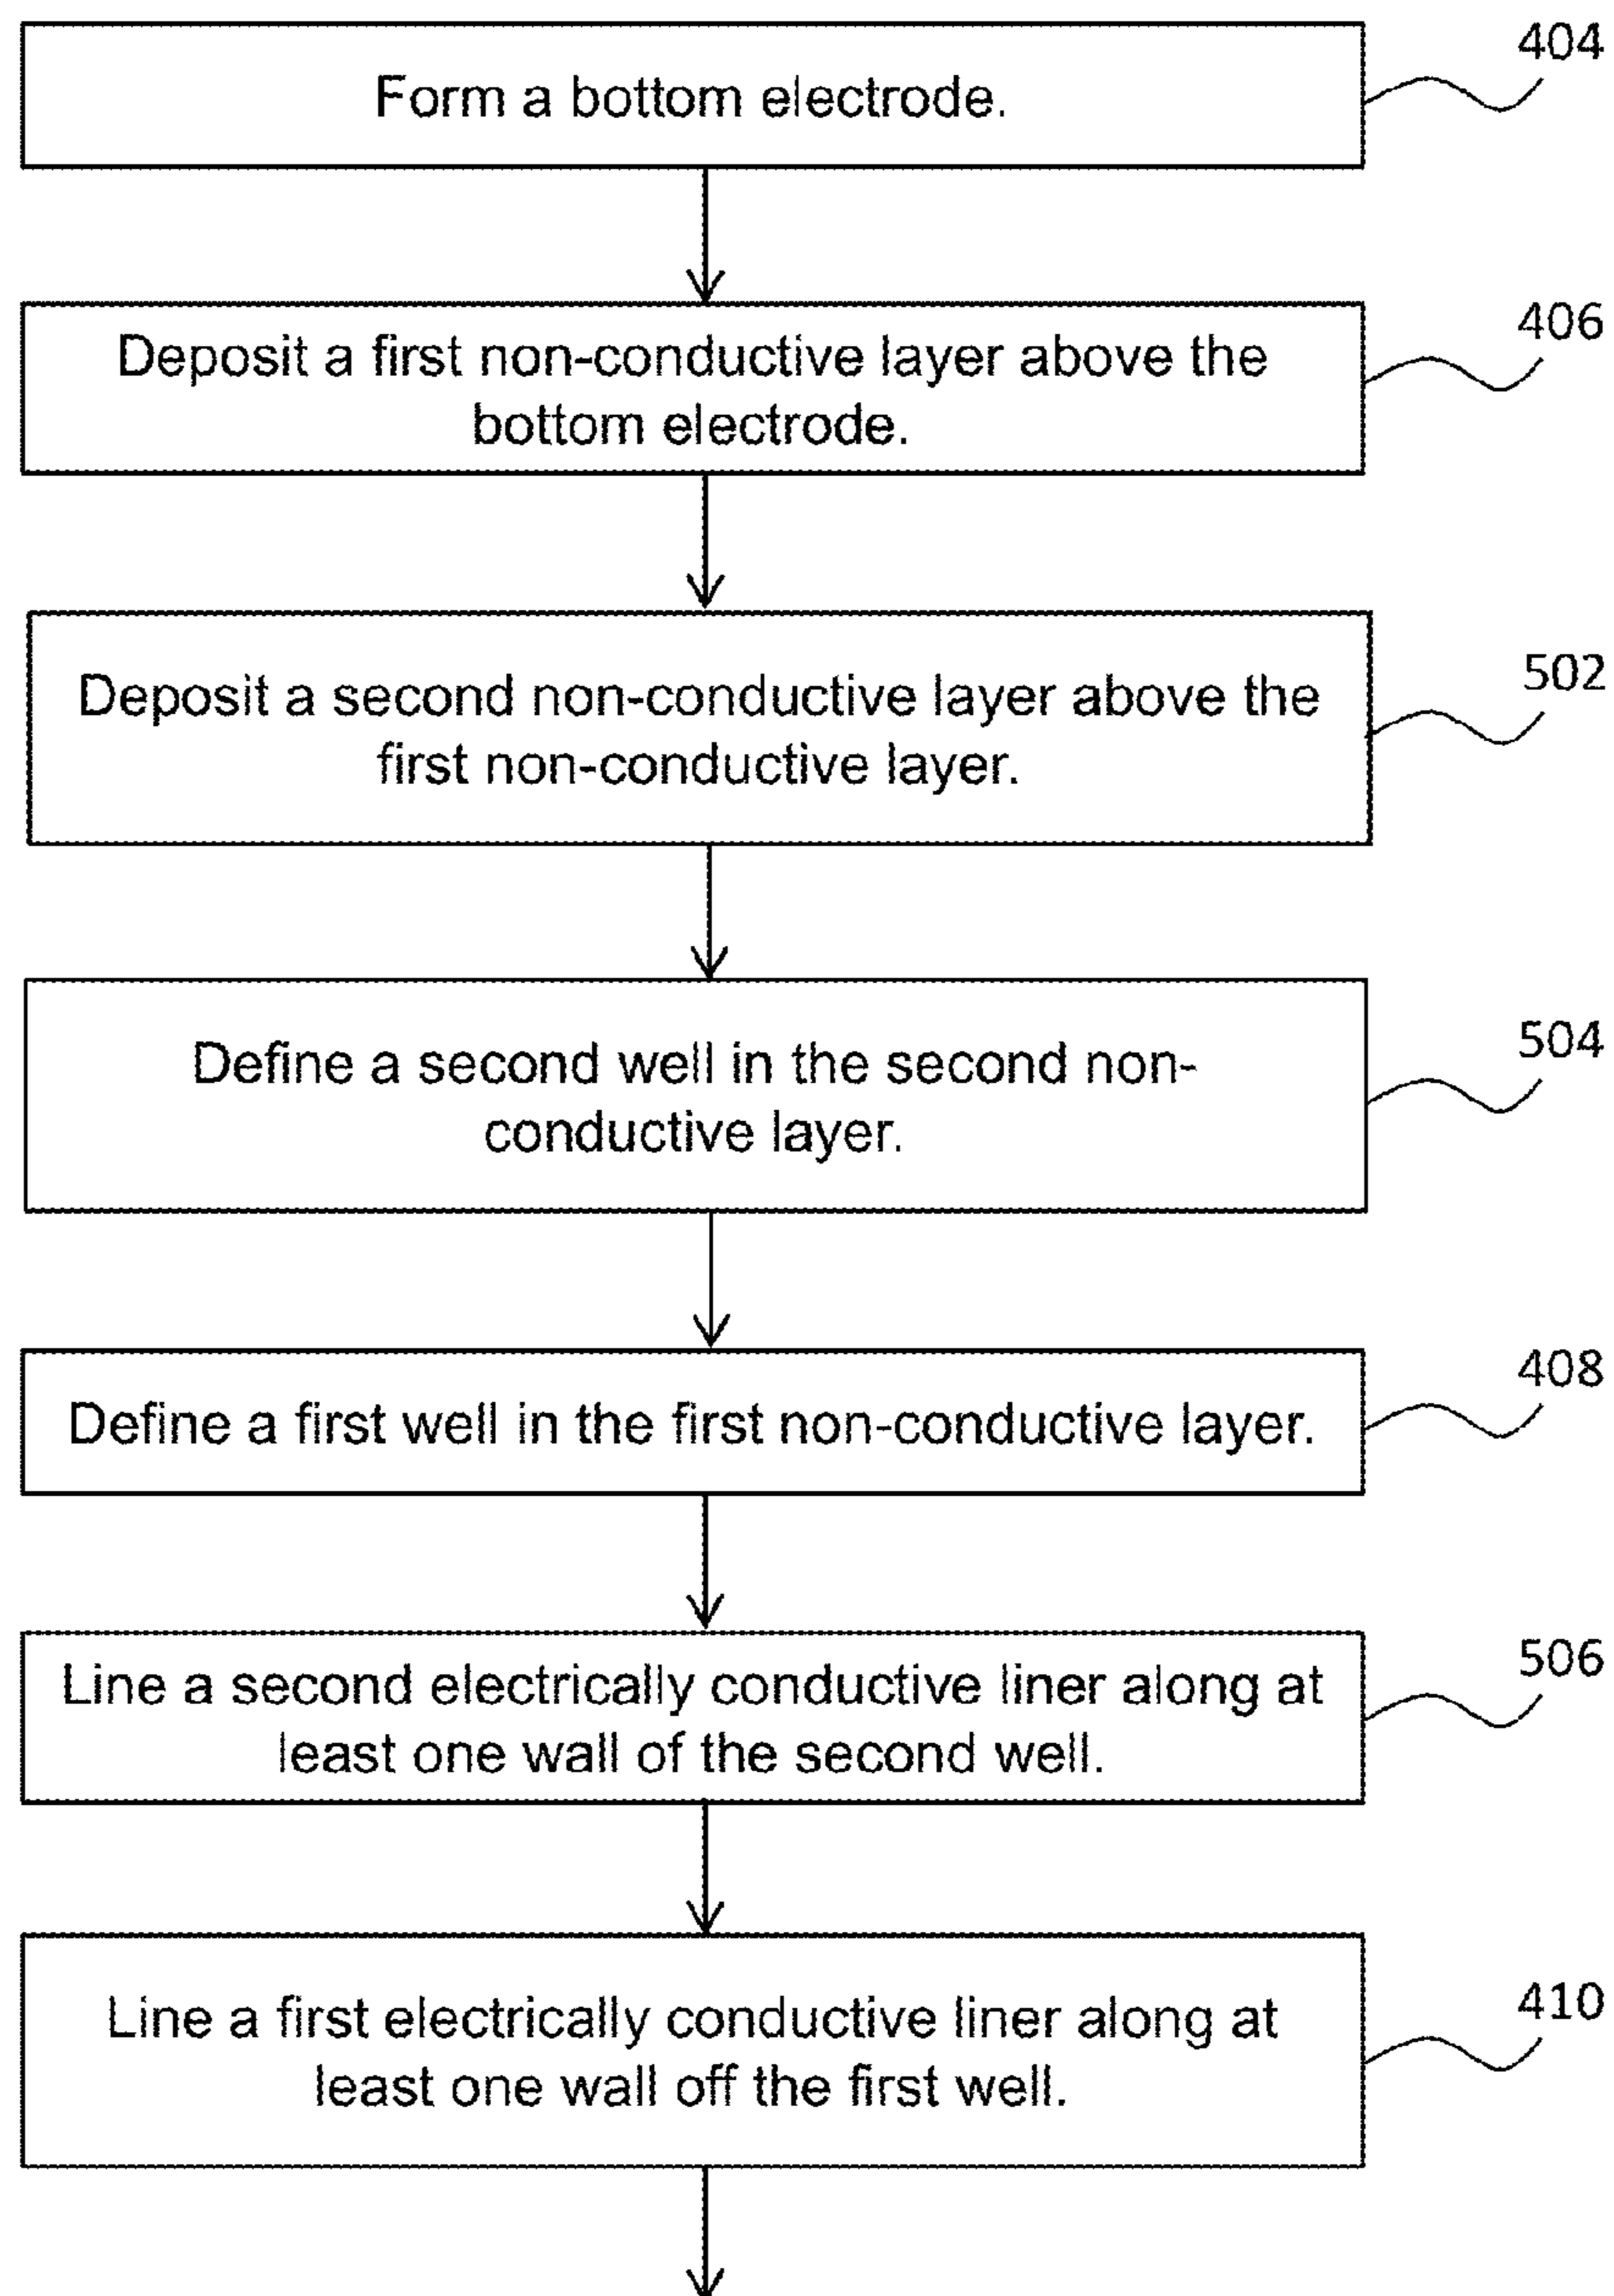 404
Form a bottom electrode.
406
Deposit a first non-conductive layer above the
bottom electrode.
502
Deposit a second non-conductive layer above the
first non-conductive layer.
504
Define a second well in the second non-
conductive layer.
408
Define a first well in the first non-conductive layer.
506
Line a second electrically conductive liner along at
least one wall of the second well.
410
Line a first electrically conductive liner along at
least one wall off the first well.